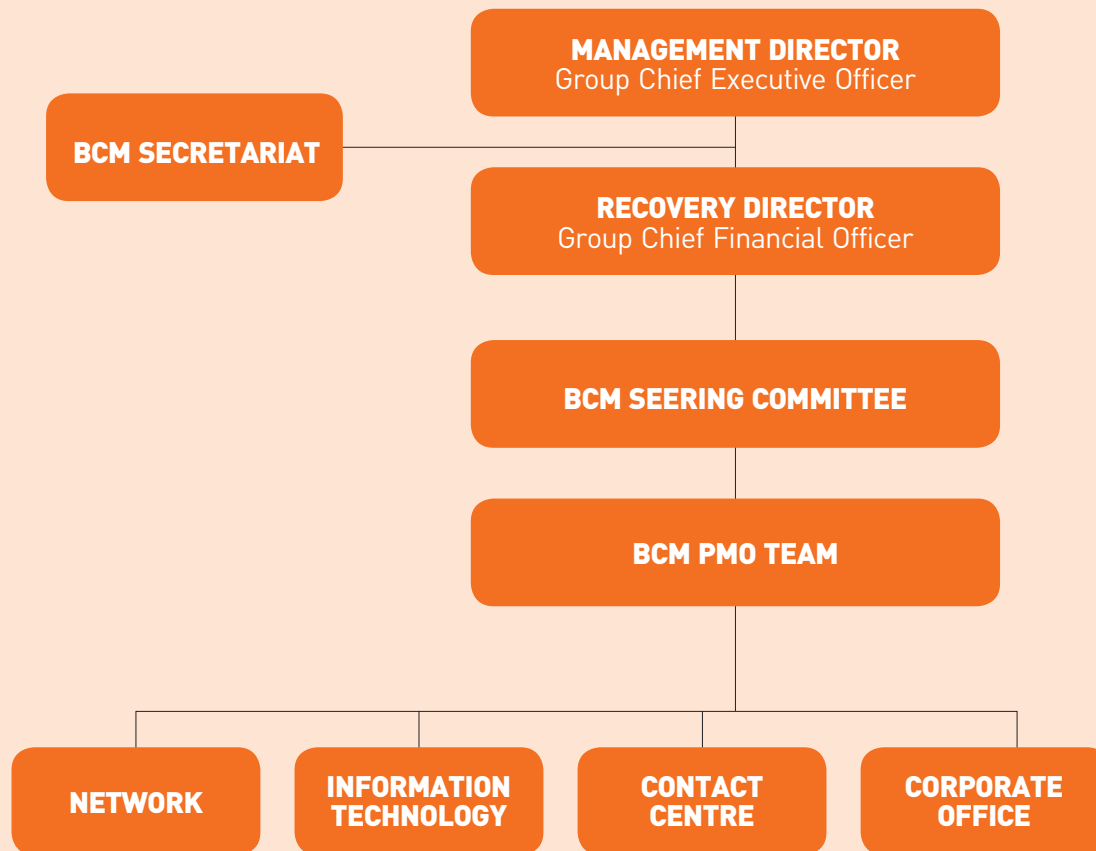 MANAGEMENT DIRECTOR
Group Chief Executive Officer
BCM SECRETARIAT
RECOVERY DIRECTOR
Group Chief Financial Officer
BCM SEERING COMMITTEE
BCM PMO TEAM
NETWORK
INFORMATION
TECHNOLOGY
CONTACT
CENTRE
CORPORATE
OFFICE